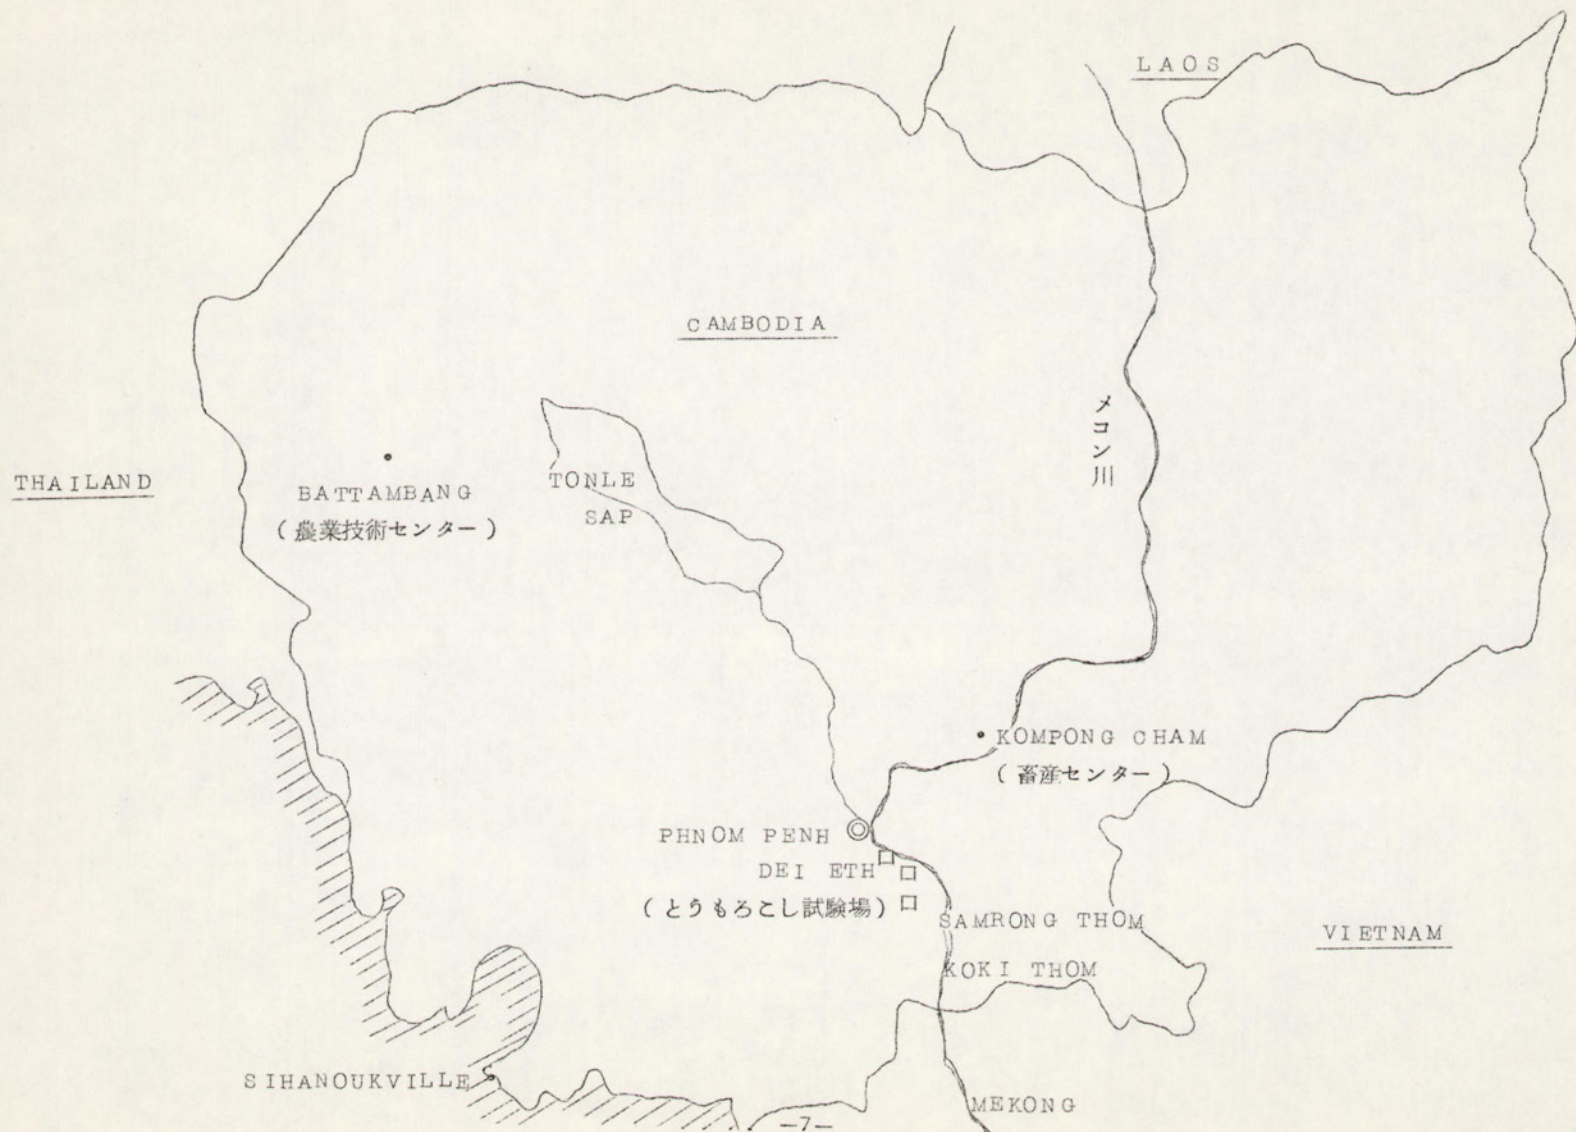 LAOS
CAMBODIA
メコン川
THAILAND
BATTAMBANG
(農業技術センター)
TONLE
SAP
KOMPONG CHAM
(畜産センター)
PHNOM PENH
DEI ETH
(とうもろこし試験場)
SAMRONG THOM
VIETNAM
KOKI THOM
SIHANOUKVILLE
MEKONG
—7—